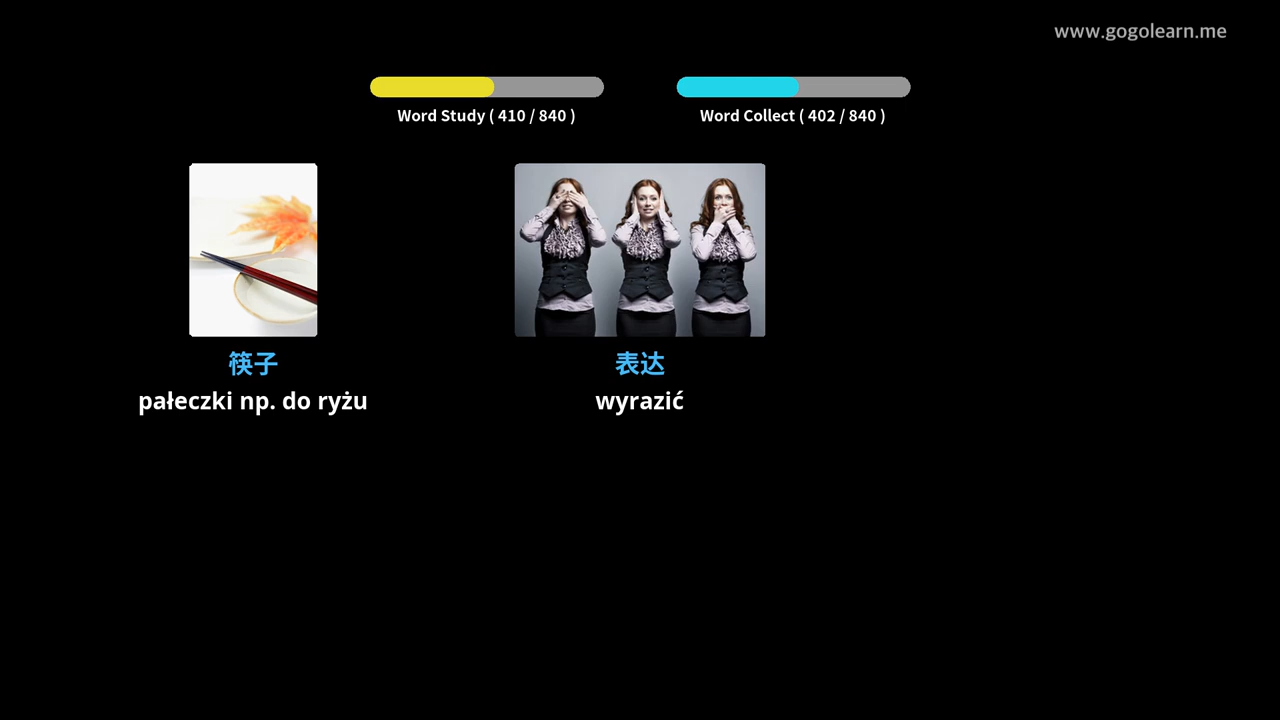 www.gogolearn.me
Word Study ( 410 / 840 )
Word Collect ( 402 / 840 )
筷子
pałeczki np. do ryżu
表达
wyrazić